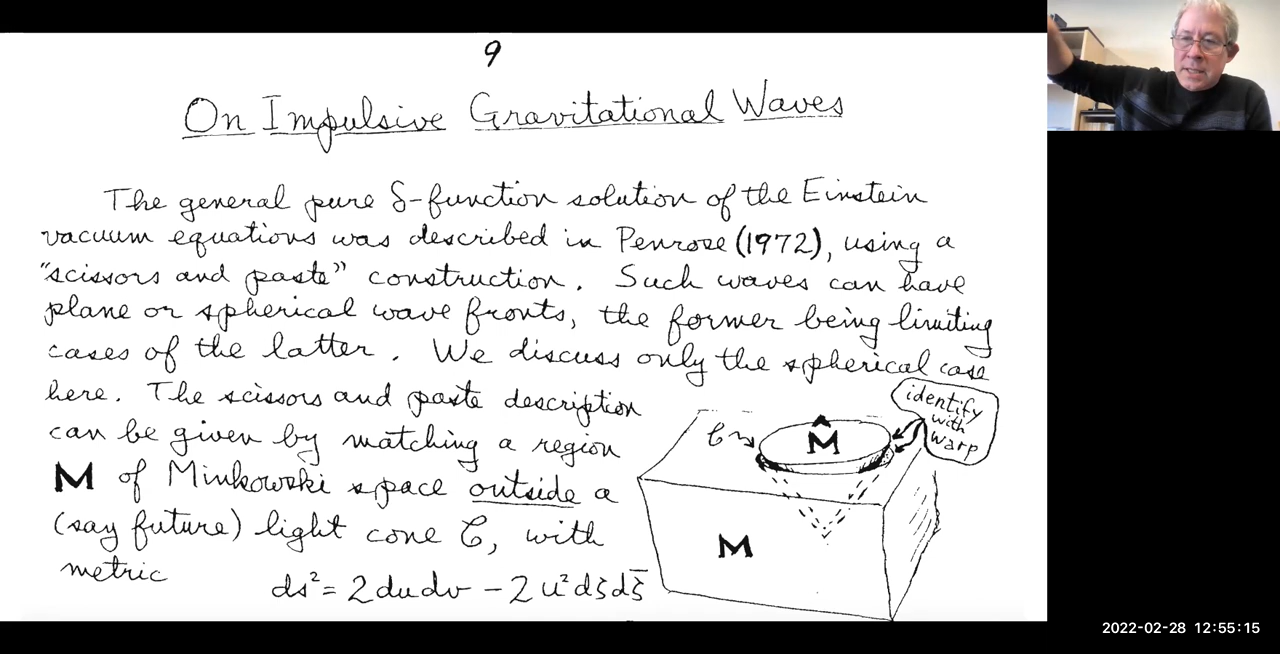 9
On Impulsive Gravitational Waves
The general pure δ-function solution of the Einstein
vacuum equations was described in Penrose (1972), using a
"scissors and paste" construction. Such waves can have
plane or spherical wave fronts, the former being limiting
cases of the latter. We discuss only the spherical case
here. The scissors and paste description
can be given by matching a region
M of Minkowski space outside a
(say future) light cone 𝒞, with
metric
ds² = 2dudv − 2u²dζdζ̄
identify
with
warp
𝒞
M̂
M
2022-02-28 12:55:15